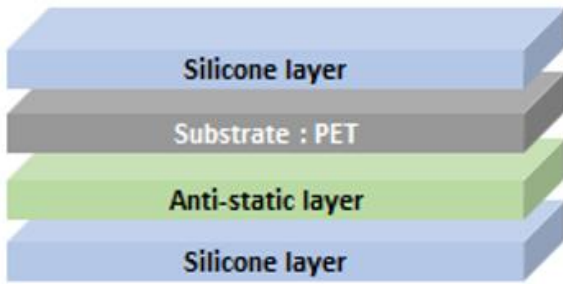 Silicone layer
Substrate : PET
Anti-static layer
Silicone layer